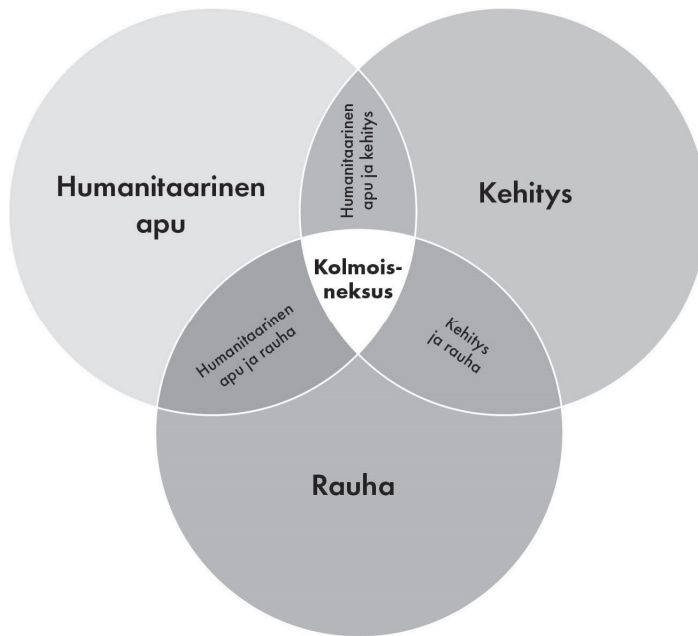 Humanitaarinen
apu ja kehitys
Humanitaarinen
apu
Kehitys
Kolmois-
neksus
Humanitaarinen
apu ja rauha
Kehitys
ja rauha
Rauha